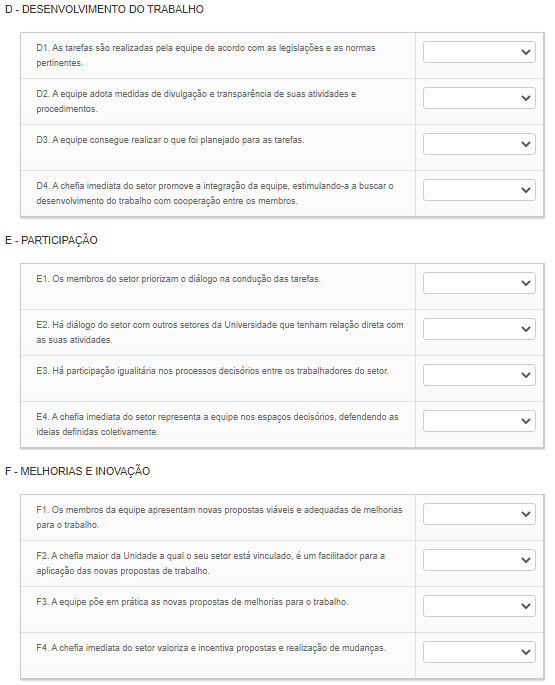 D - DESENVOLVIMENTO DO TRABALHO
D1. As tarefas são realizadas pela equipe de acordo com as legislações e as normas
pertinentes.
D2. A equipe adota medidas de divulgação e transparência de suas atividades e
procedimentos.
D3. A equipe consegue realizar o que foi planejado para as tarefas.
D4. A chefia imediata do setor promove a integração da equipe, estimulando-a a buscar o
desenvolvimento do trabalho com cooperação entre os membros.
E - PARTICIPAÇÃO
E1. Os membros do setor priorizam o diálogo na condução das tarefas.
E2. Há diálogo do setor com outros setores da Universidade que tenham relação direta com
as suas atividades.
E3. Há participação igualitária nos processos decisórios entre os trabalhadores do setor.
E4. A chefia imediata do setor representa a equipe nos espaços decisórios, defendendo as
ideias definidas coletivamente.
F - MELHORIAS E INOVAÇÃO
F1. Os membros da equipe apresentam novas propostas viáveis e adequadas de melhorias
para o trabalho.
F2. A chefia maior da Unidade a qual o seu setor está vinculado, é um facilitador para a
aplicação das novas propostas de trabalho.
F3. A equipe põe em prática as novas propostas de melhorias para o trabalho.
F4. A chefia imediata do setor valoriza e incentiva propostas e realização de mudanças.